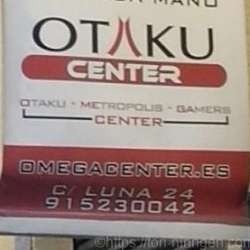 OTAKU
CENTER
OTAKU - METROPOLIS - GAMERS
CENTER
OMEGACENTER.ES
C/ LUNA 24
915230042